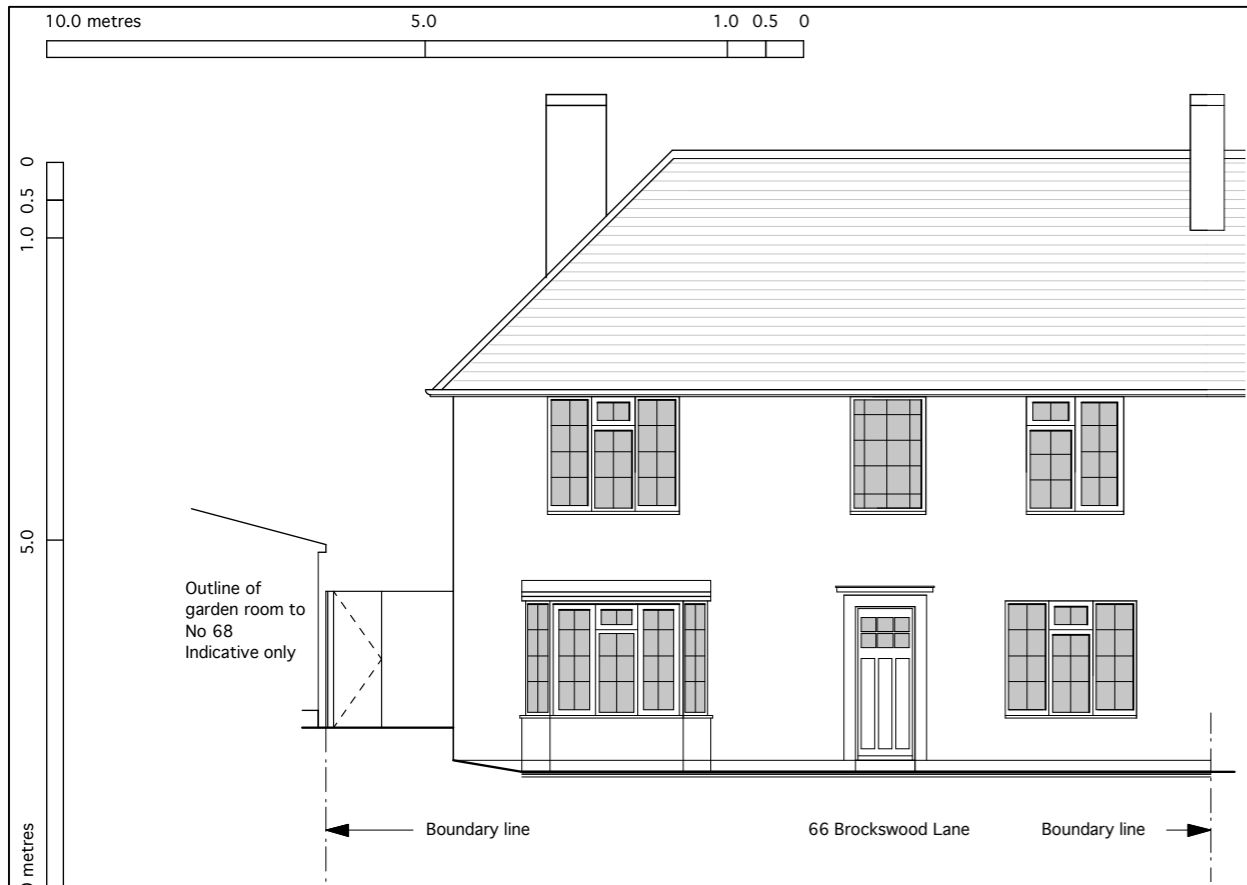 10.0 metres 5.0 1.0 0.5 0
0
0.5
1.0
5.0
Outline of
garden room to
No 68
Indicative only
Boundary line 66 Brockswood Lane Boundary line
metres